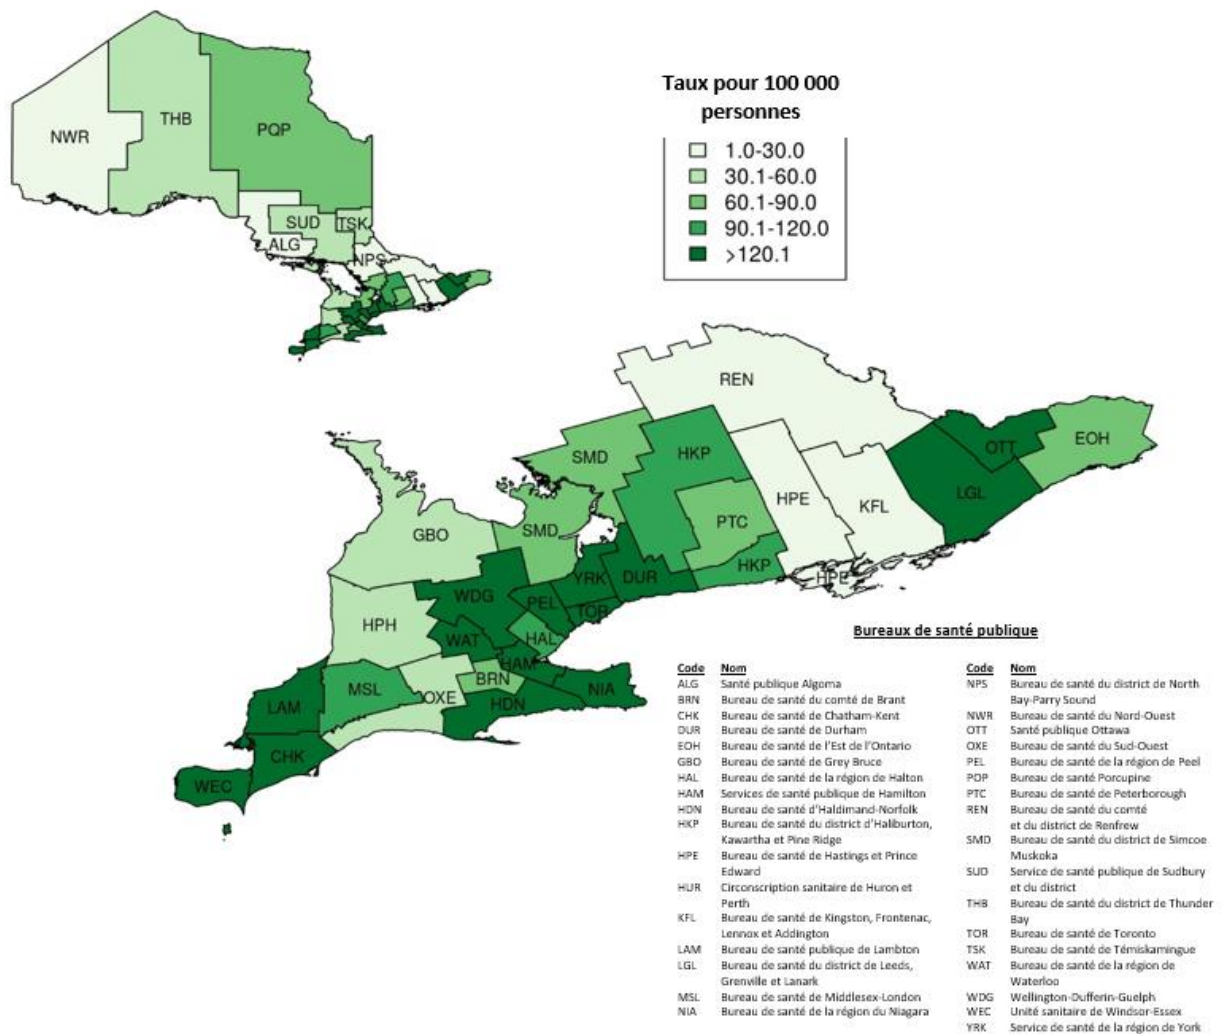 Taux pour 100 000
personnes
1.0-30.0
30.1-60.0
60.1-90.0
90.1-120.0
>120.1
NWR
THB
PQP
SUD
TSK
ALG
NPS
REN
SMD
HKP
OTT
EOH
HPE
KFL
LGL
GBO
SMD
PTC
HKP
HPE
WDG
YRK
DUR
PEL
TOR
HPH
WAT
HAL
HAM
MSL
OXE
BRN
NIA
LAM
HDN
CHK
WEC
Bureaux de santé publique
Code Nom
ALG Santé publique Algoma
BRN Bureau de santé du comté de Brant
CHK Bureau de santé de Chatham-Kent
DUR Bureau de santé de Durham
EOH Bureau de santé de l'Est de l'Ontario
GBO Bureau de santé de Grey Bruce
HAL Bureau de santé de la région de Halton
HAM Services de santé publique de Hamilton
HDN Bureau de santé d'Haldimand-Norfolk
HKP Bureau de santé du district d'Haliburton,
Kawartha et Pine Ridge
HPE Bureau de santé de Hastings et Prince
Edward
HUR Circonscription sanitaire de Huron et
Perth
KFL Bureau de santé de Kingston, Frontenac,
Lennox et Addington
LAM Bureau de santé publique de Lambton
LGL Bureau de santé du district de Leeds,
Grenville et Lanark
MSL Bureau de santé de Middlesex-London
NIA Bureau de santé de la région du Niagara
Code Nom
NPS Bureau de santé du district de North
Bay-Parry Sound
NWR Bureau de santé du Nord-Ouest
OTT Santé publique Ottawa
OXE Bureau de santé du Sud-Ouest
PEL Bureau de santé de la région de Peel
POP Bureau de santé Porcupine
PTC Bureau de santé de Peterborough
REN Bureau de santé du comté
et du district de Renfrew
SMD Bureau de santé du district de Simcoe
Muskoka
SUD Service de santé publique de Sudbury
et du district
THB Bureau de santé du district de Thunder
Bay
TOR Bureau de santé de Toronto
TSK Bureau de santé de Témiskamingue
WAT Bureau de santé de la région de
Waterloo
WDG Wellington-Dufferin-Guelph
WEC Unité sanitaire de Windsor-Essex
YRK Service de santé de la région de York